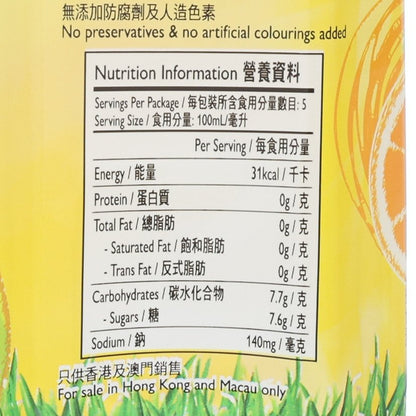 無添加防腐劑及人造色素
No preservatives & no artificial colourings added
Nutrition Information 營養資料
Servings Per Package / 每包裝所含食用分量數目: 5
Serving Size / 食用分量: 100mL/毫升
Per Serving / 每食用分量
Energy / 能量 31kcal / 千卡
Protein / 蛋白質 0g / 克
Total Fat / 總脂肪 0g / 克
- Saturated Fat / 飽和脂肪 0g / 克
- Trans Fat / 反式脂肪 0g / 克
Carbohydrates / 碳水化合物 7.7g / 克
- Sugars / 糖 7.6g / 克
Sodium / 鈉 140mg / 毫克
只供香港及澳門銷售
For sale in Hong Kong and Macau only